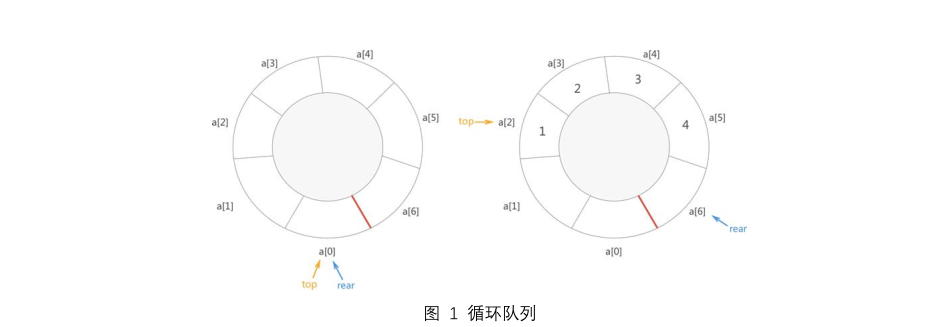 a[3]
a[4]
a[2]
a[5]
a[1]
a[6]
a[0]
top
rear
a[3]
a[4]
2
3
top
a[2]
1
4
a[5]
a[1]
a[6]
rear
a[0]
图 1 循环队列